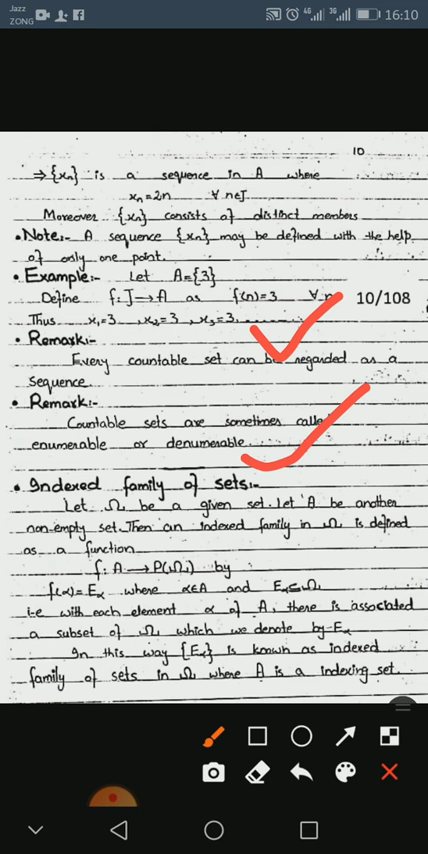 Jazz
ZONG
4G
3G
16:10
10
⇒ {xn} is a sequence in A where
xn=2n ∀ n∈J
Moreover {xn} consists of distinct members
• Note:- A sequence {xn} may be defined with the help
of only one point.
• Example:- Let A={3}
Define f: J→A as f(n)=3 ∀ n
10/108
Thus x1=3, x2=3, x3=3, .......
• Remark:-
Every countable set can be regarded as a
sequence.
• Remark:-
Countable sets are sometimes called
enumerable or denumerable.
• Indexed family of sets:-
Let Ω be a given set. Let A be another
non-empty set. Then an indexed family in Ω is defined
as a function
f: A→P(Ω) by
f(α)=Eα where α∈A and Eα⊆Ω
i.e with each element α of A, there is associated
a subset of Ω which we denote by Eα
In this way {Eα} is known as indexed
family of sets in Ω where A is a indexing set